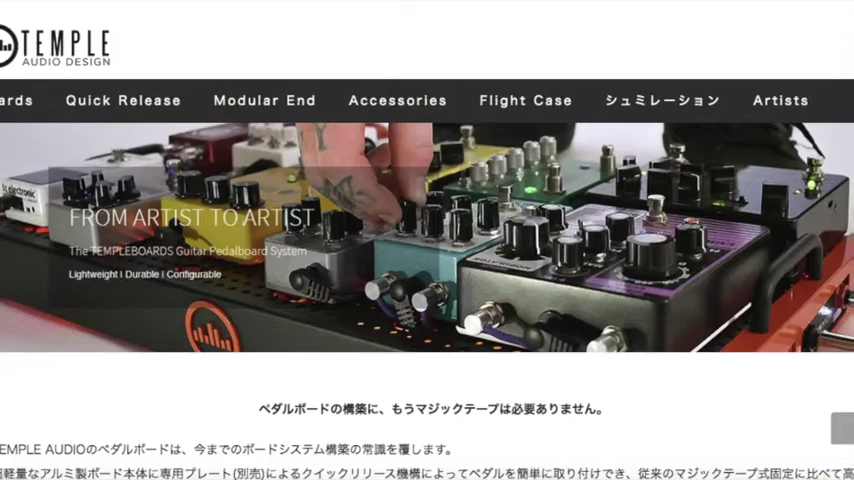 TEMPLE
AUDIO DESIGN
ards Quick Release Modular End Accessories Flight Case シュミレーション Artists
tc electronic
FROM ARTIST TO ARTIST
The TEMPLEBOARDS Guitar Pedalboard System
Lightweight | Durable | Configurable
ペダルボードの構築に、もうマジックテープは必要ありません。
EMPLE AUDIOのペダルボードは、今までのボードシステム構築の常識を覆します。
軽量なアルミ製ボード本体に専用プレート(別売)によるクイックリリース機構によってペダルを簡単に取り付けでき、従来のマジックテープ式固定に比べて高